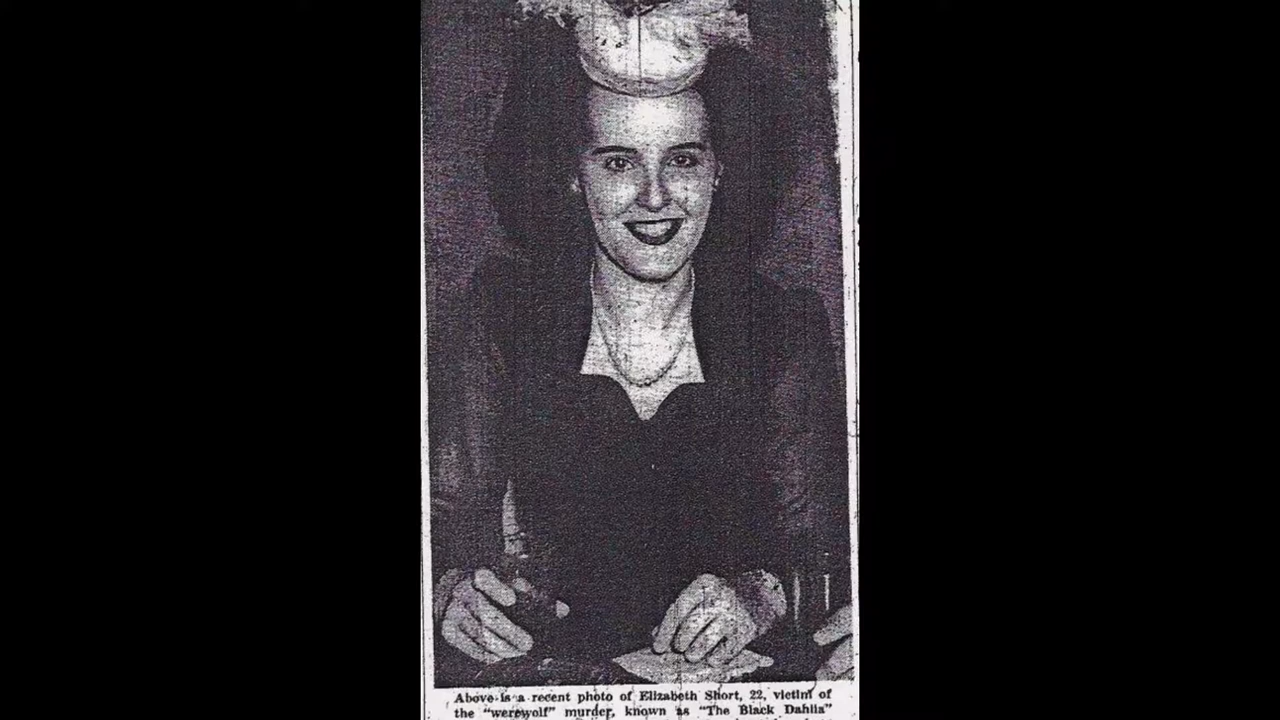 Above is a recent photo of Elizabeth Short, 22, victim of
the "werewolf" murder, known as "The Black Dahlia"